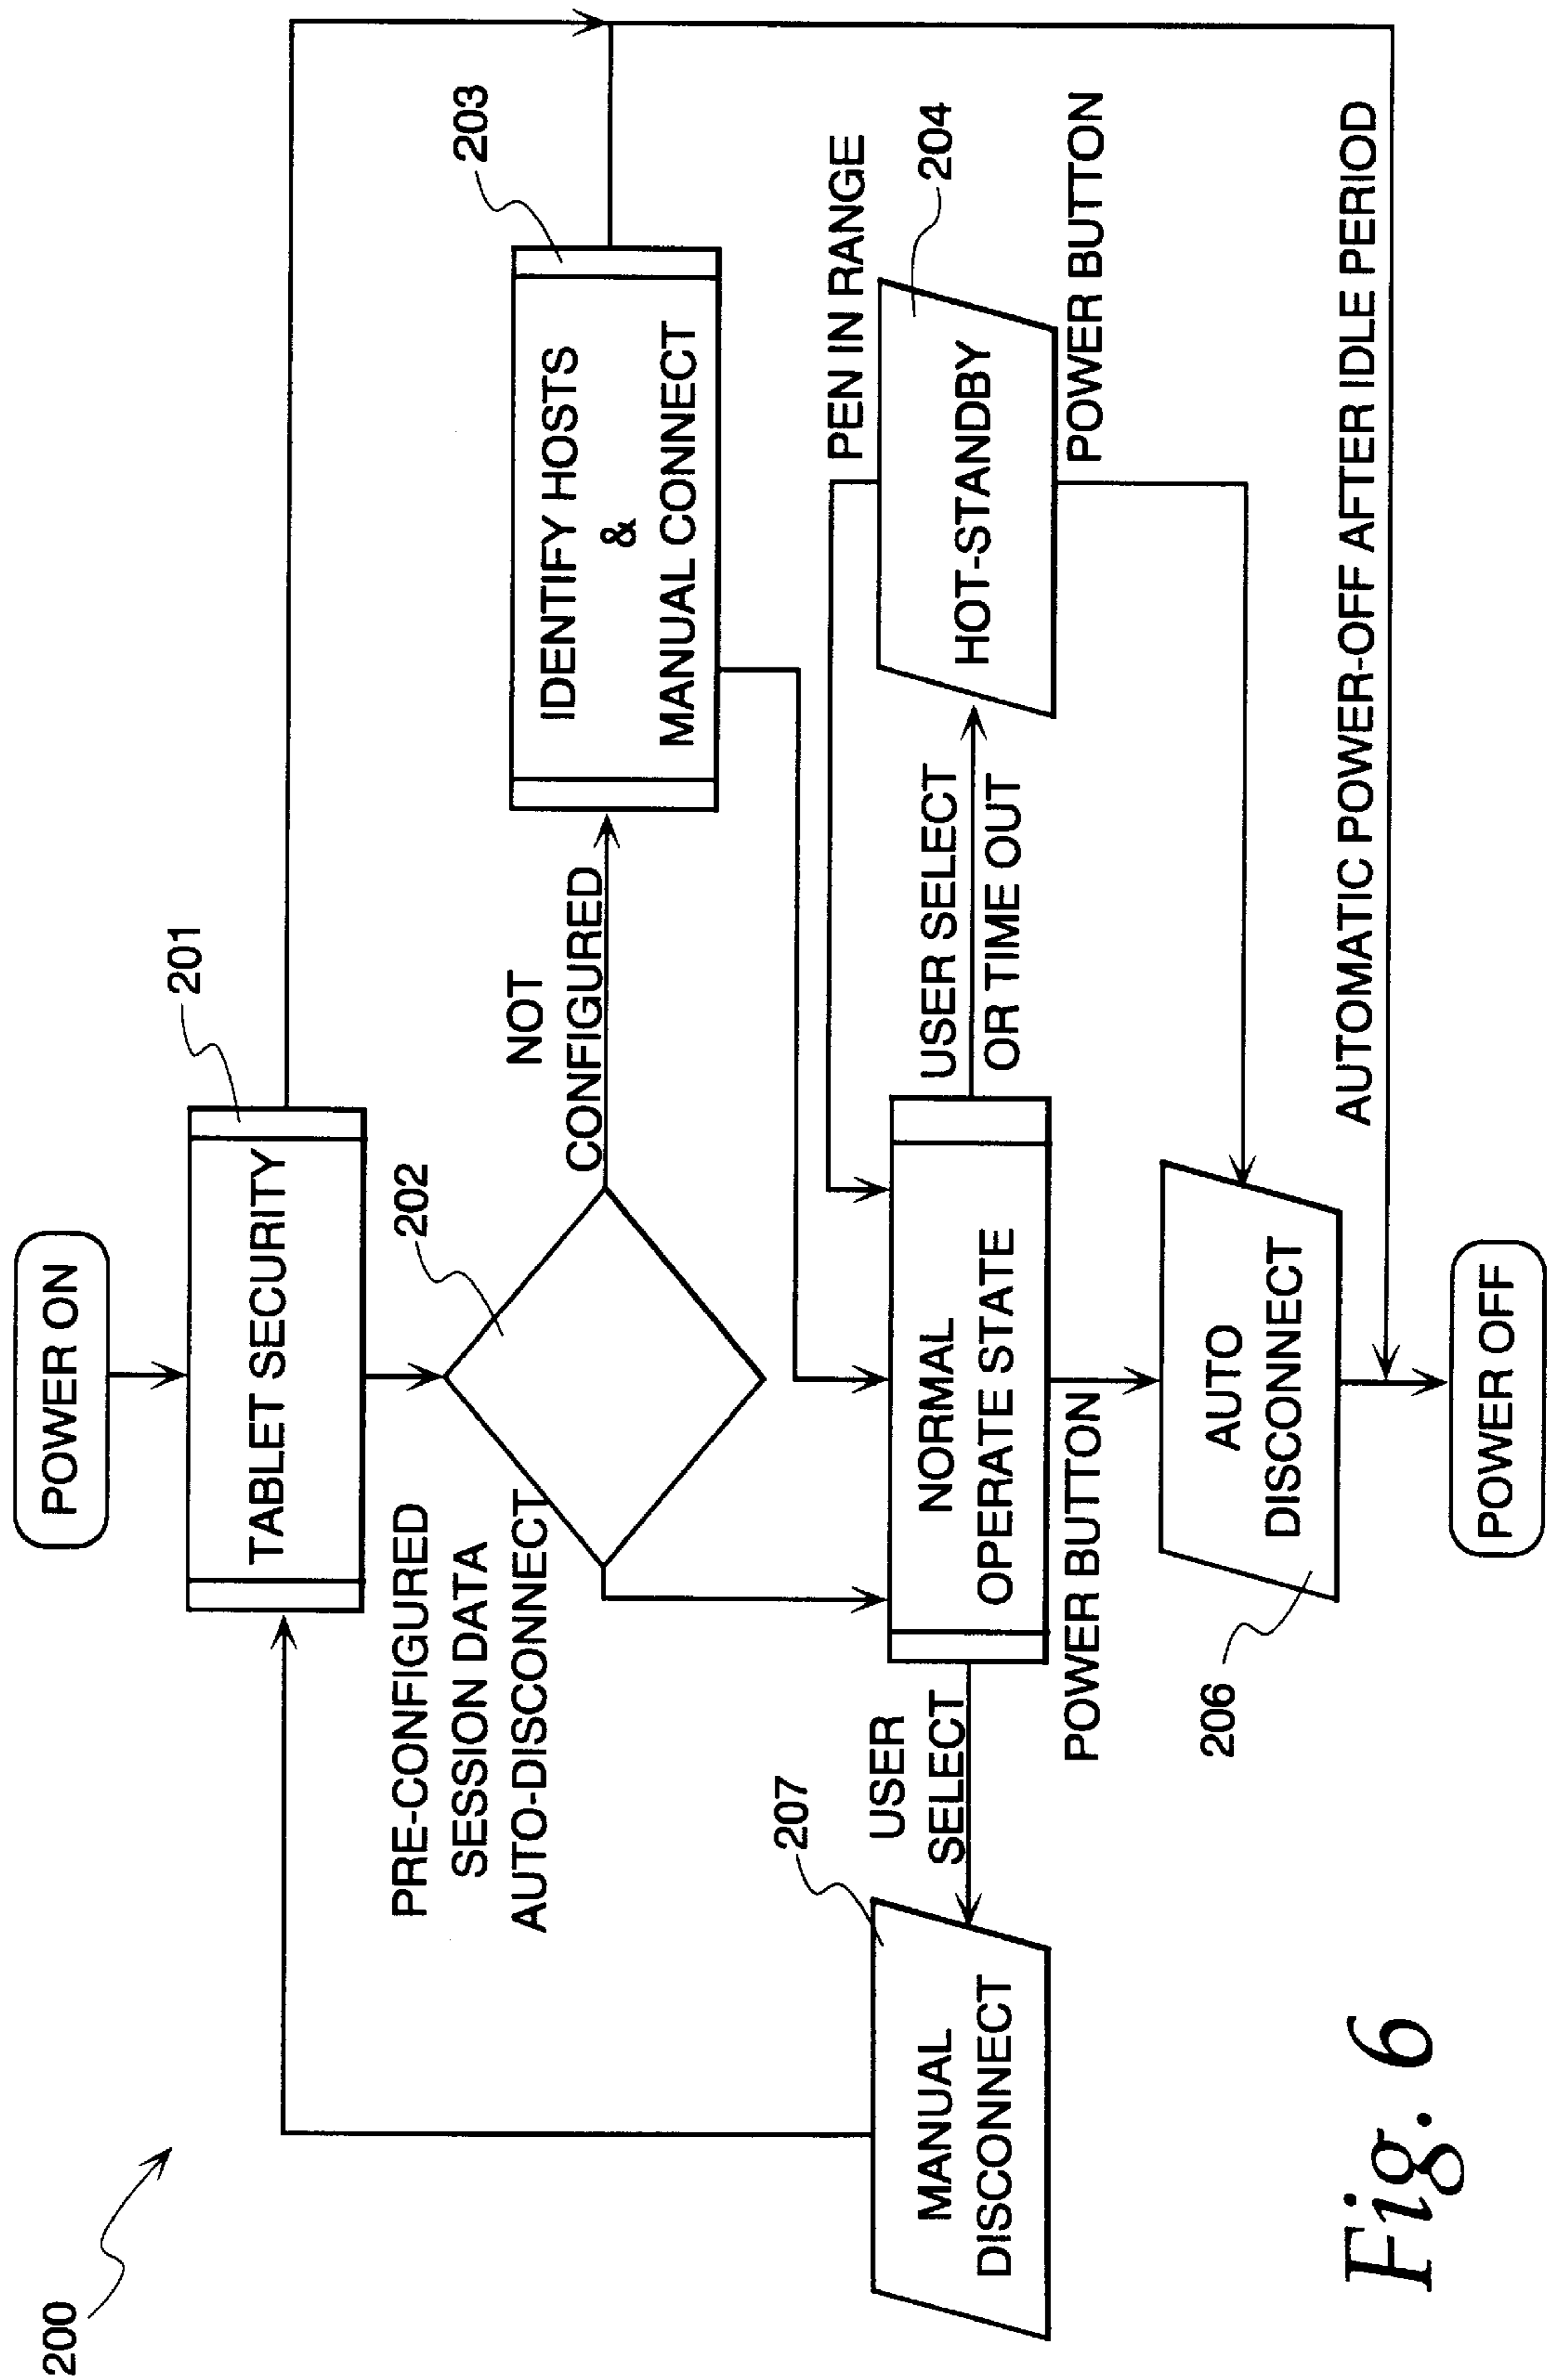 200
POWER ON
201
TABLET SECURITY
202
PRE-CONFIGURED
SESSION DATA
AUTO-DISCONNECT
NOT
CONFIGURED
203
IDENTIFY HOSTS
&
MANUAL CONNECT
PEN IN RANGE
204
HOT-STANDBY
POWER BUTTON
USER SELECT
OR TIME OUT
NORMAL
OPERATE STATE
USER
SELECT
207
MANUAL
DISCONNECT
POWER BUTTON
206
AUTO
DISCONNECT
AUTOMATIC POWER-OFF AFTER IDLE PERIOD
POWER OFF
Fig. 6